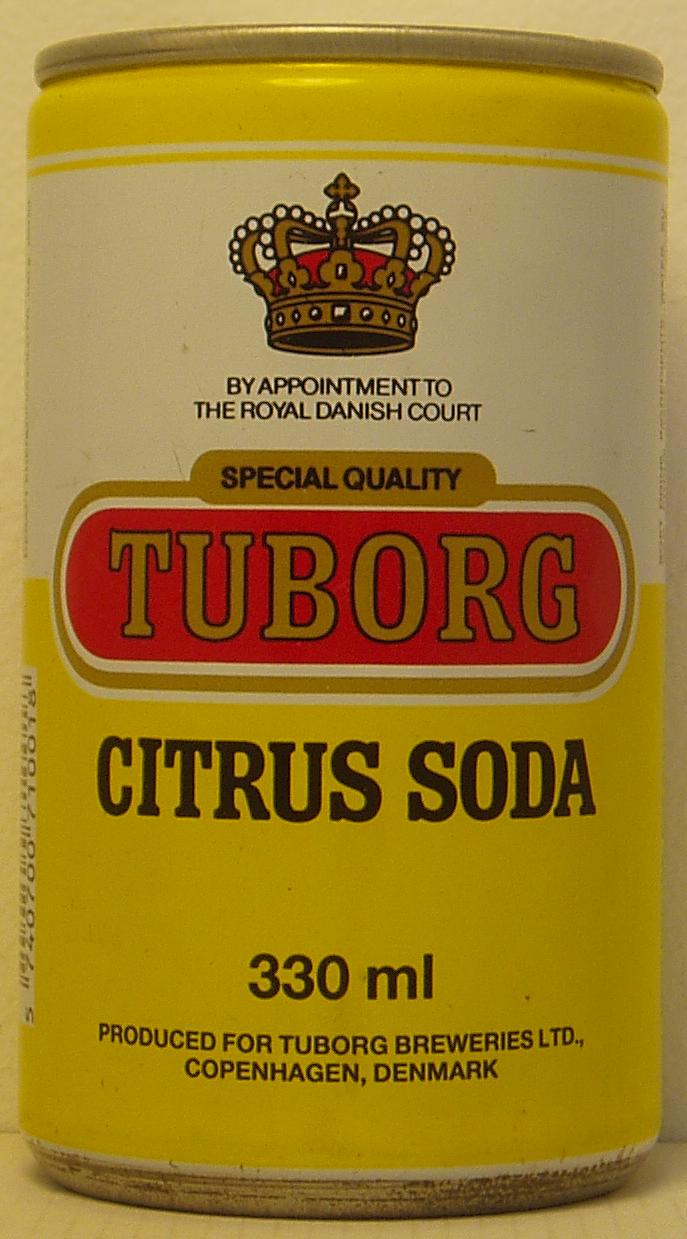 BY APPOINTMENT TO
THE ROYAL DANISH COURT
SPECIAL QUALITY
TUBORG
CITRUS SODA
330 ml
PRODUCED FOR TUBORG BREWERIES LTD.,
COPENHAGEN, DENMARK